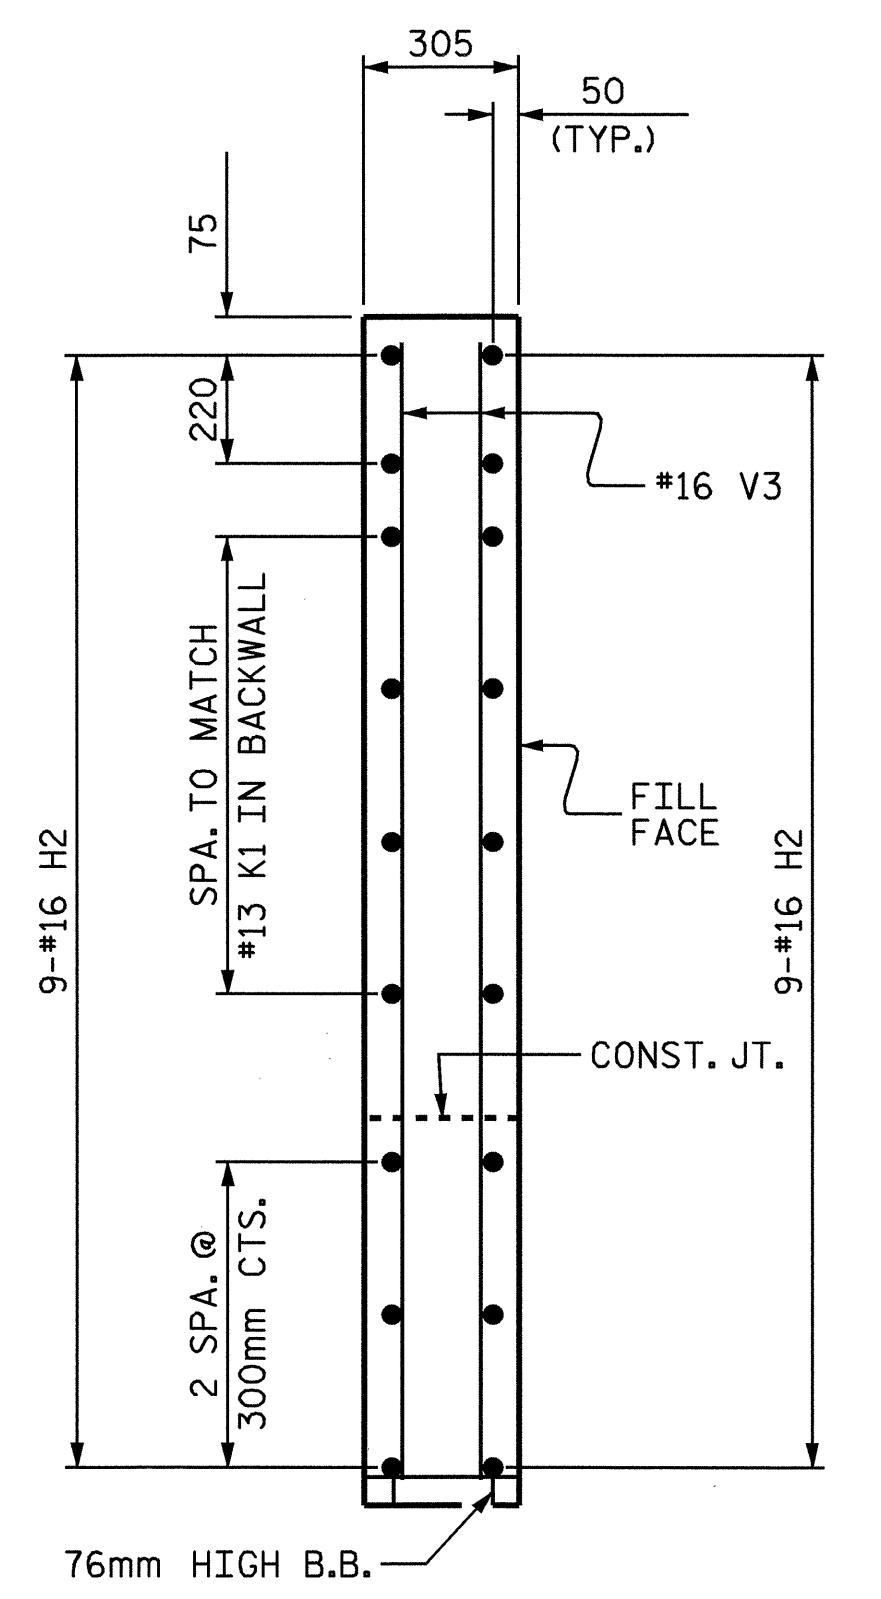 305
50
(TYP.)
75
220
#16 V3
SPA. TO MATCH
#13 K1 IN BACKWALL
FILL
FACE
9-#16 H2
9-#16 H2
CONST. JT.
2 SPA. @
300mm CTS.
76mm HIGH B.B.